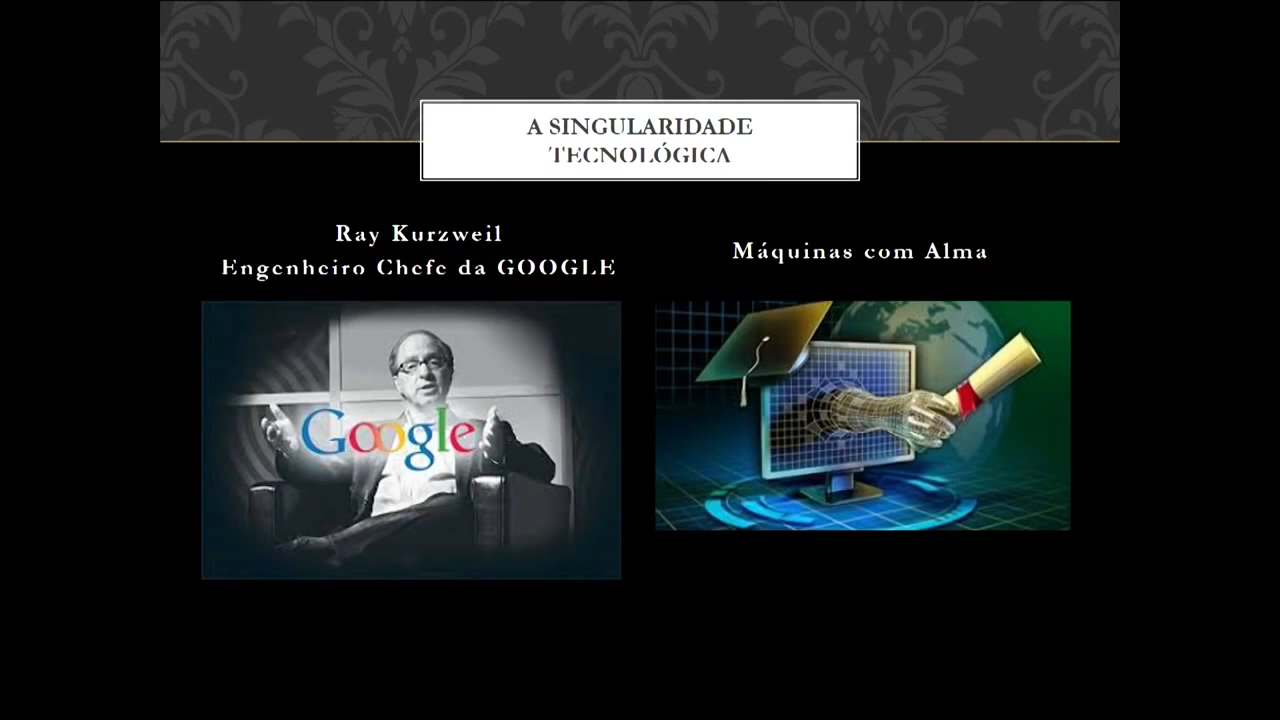 A SINGULARIDADE
TECNOLÓGICA
Ray Kurzweil
Engenheiro Chefe da GOOGLE
Máquinas com Alma
Google